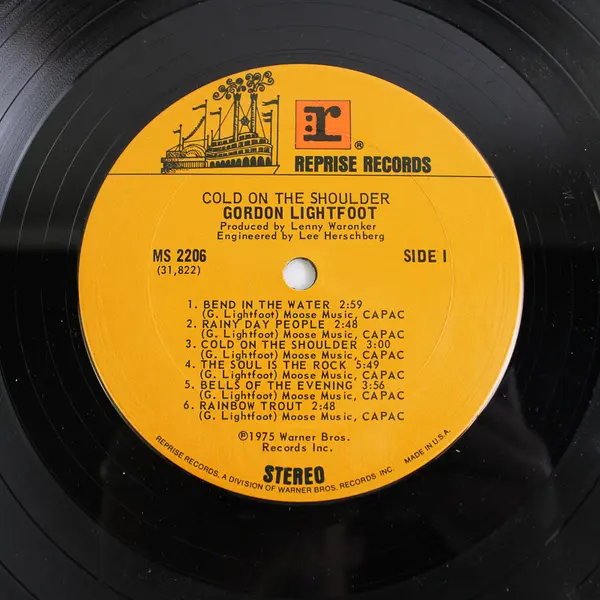 r ®
REPRISE RECORDS
COLD ON THE SHOULDER
GORDON LIGHTFOOT
Produced by Lenny Waronker
Engineered by Lee Herschberg
MS 2206 SIDE I
(31,822)
1. BEND IN THE WATER 2:59
(G. Lightfoot) Moose Music, CAPAC
2. RAINY DAY PEOPLE 2:48
(G. Lightfoot) Moose Music, CAPAC
3. COLD ON THE SHOULDER 3:00
(G. Lightfoot) Moose Music, CAPAC
4. THE SOUL IS THE ROCK 5:49
(G. Lightfoot) Moose Music, CAPAC
5. BELLS OF THE EVENING 3:56
(G. Lightfoot) Moose Music, CAPAC
6. RAINBOW TROUT 2:48
(G. Lightfoot) Moose Music, CAPAC
℗1975 Warner Bros.
Records Inc.
STEREO
REPRISE RECORDS, A DIVISION OF WARNER BROS. RECORDS INC. MADE IN U.S.A.